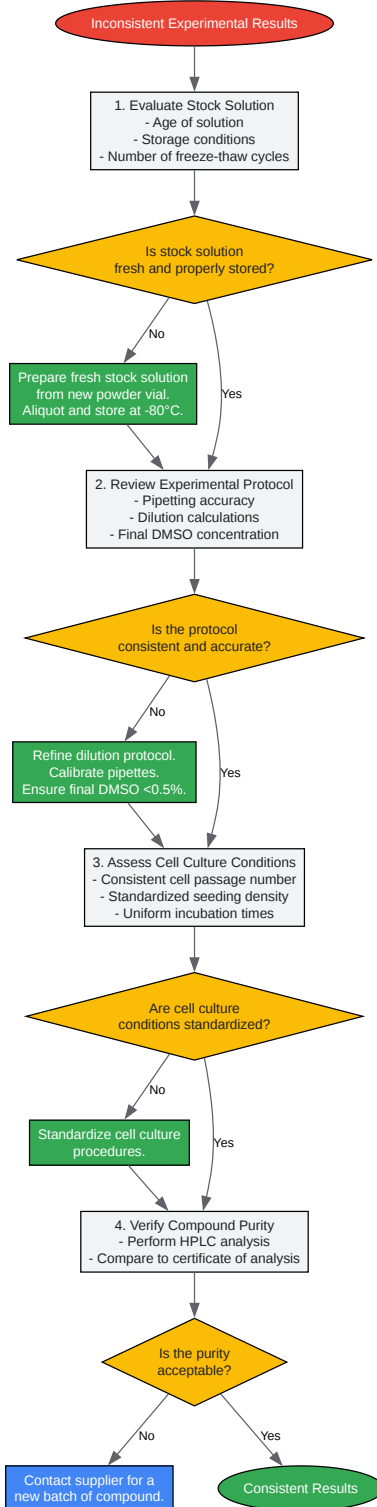 Inconsistent Experimental Results
1. Evaluate Stock Solution
- Age of solution
- Storage conditions
- Number of freeze-thaw cycles
Is stock solution
fresh and properly stored?
No
Yes
Prepare fresh stock solution
from new powder vial.
Aliquot and store at -80°C.
2. Review Experimental Protocol
- Pipetting accuracy
- Dilution calculations
- Final DMSO concentration
Is the protocol
consistent and accurate?
No
Yes
Refine dilution protocol.
Calibrate pipettes.
Ensure final DMSO <0.5%.
3. Assess Cell Culture Conditions
- Consistent cell passage number
- Standardized seeding density
- Uniform incubation times
Are cell culture
conditions standardized?
No
Yes
Standardize cell culture
procedures.
4. Verify Compound Purity
- Perform HPLC analysis
- Compare to certificate of analysis
Is the purity
acceptable?
No
Yes
Contact supplier for a
new batch of compound.
Consistent Results